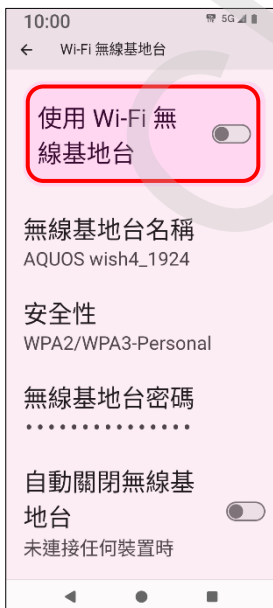 10:00 5G
Wi-Fi 無線基地台
使用 Wi-Fi 無
線基地台
無線基地台名稱
AQUOS wish4_1924
安全性
WPA2/WPA3-Personal
無線基地台密碼
•••••••••••••••
自動關閉無線基
地台
未連接任何裝置時